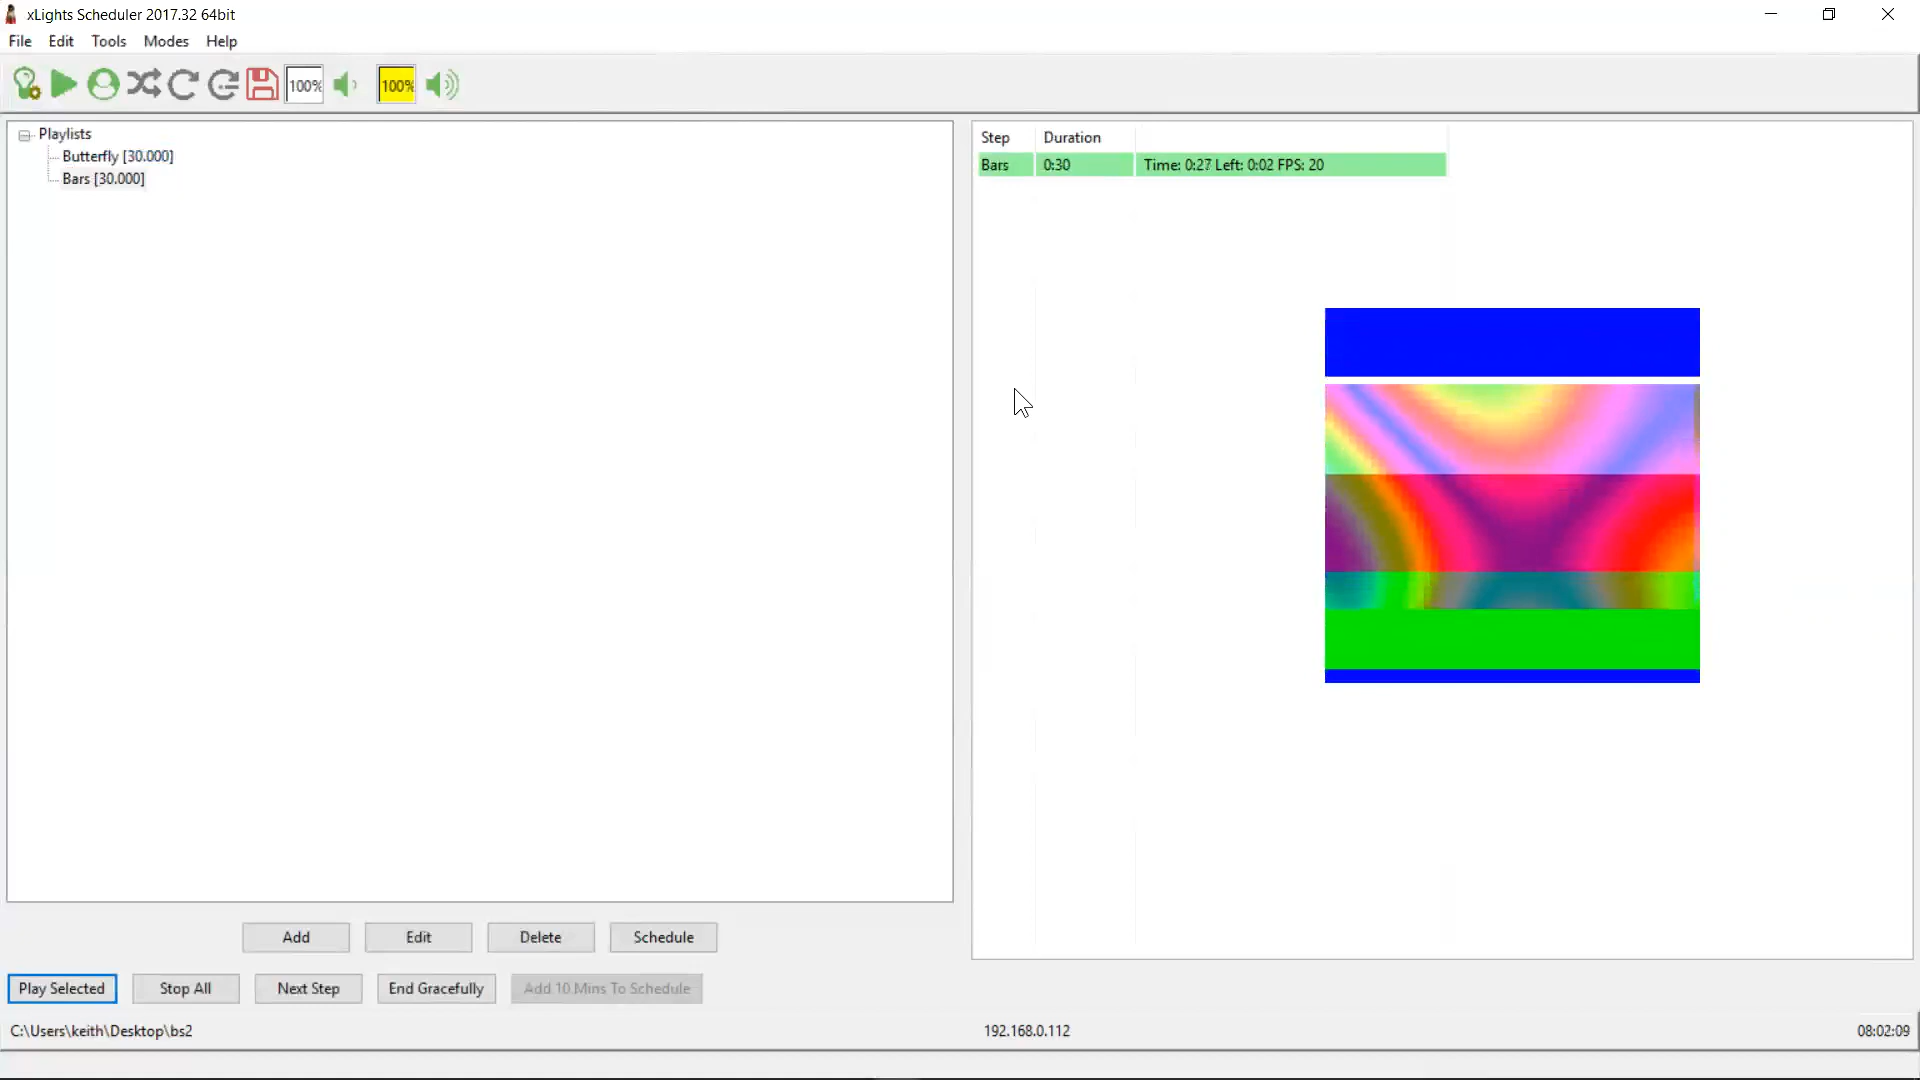 xLights Scheduler 2017.32 64bit
File Edit Tools Modes Help
100% 100%
Playlists
Butterfly [30.000]
Bars [30.000]
Step Duration
Bars 0:30 Time: 0:27 Left: 0:02 FPS: 20
Add Edit Delete Schedule
Play Selected Stop All Next Step End Gracefully Add 10 Mins To Schedule
C:\Users\keith\Desktop\bs2 192.168.0.112 08:02:09